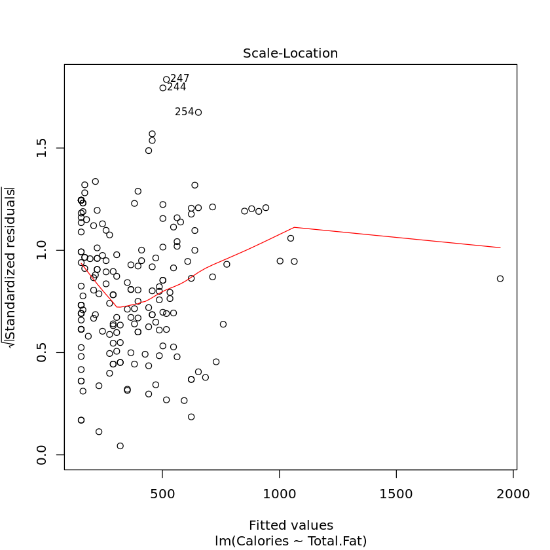 Scale-Location
247
244
254
√|Standardized residuals|
1.5
1.0
0.5
0.0
500
1000
1500
2000
Fitted values
lm(Calories ~ Total.Fat)